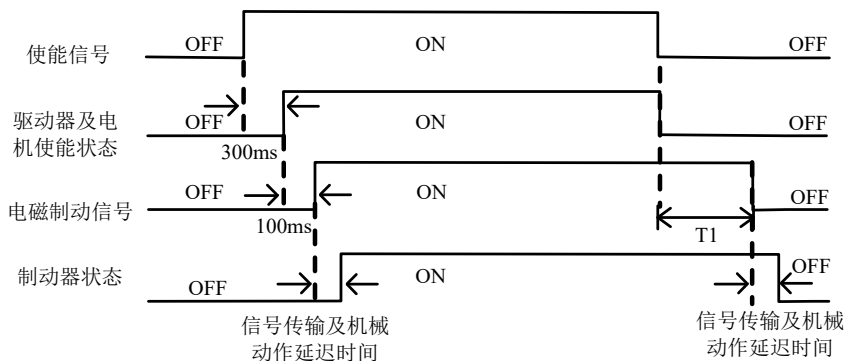 使能信号
OFF
ON
OFF
驱动器及电
机使能状态
OFF
ON
OFF
300ms
电磁制动信号
OFF
ON
OFF
100ms
T1
制动器状态
OFF
ON
OFF
信号传输及机械
动作延迟时间
信号传输及机械
动作延迟时间